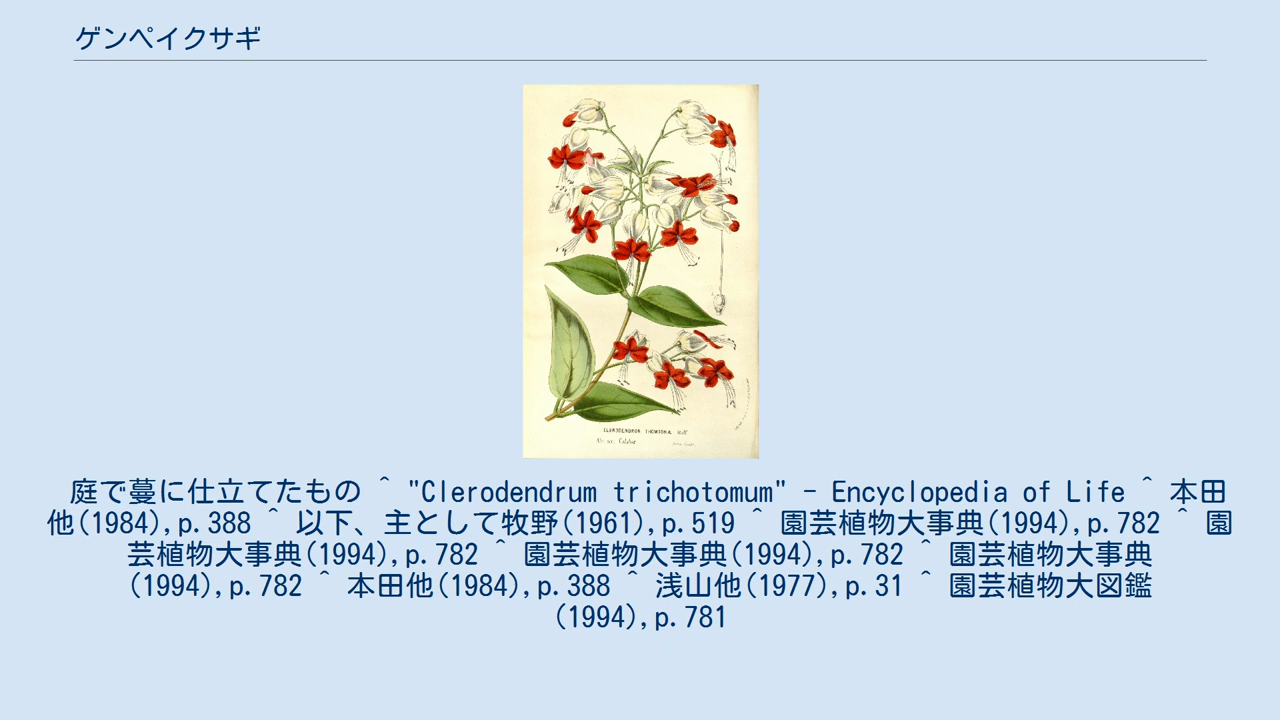 ゲンペイクサギ
CLERODENDRON THOMSONAE
庭で蔓に仕立てたもの ^ "Clerodendrum trichotomum" - Encyclopedia of Life ^ 本田
他(1984),p.388 ^ 以下、主として牧野(1961),p.519 ^ 園芸植物大事典(1994),p.782 ^ 園
芸植物大事典(1994),p.782 ^ 園芸植物大事典(1994),p.782 ^ 園芸植物大事典
(1994),p.782 ^ 本田他(1984),p.388 ^ 浅山他(1977),p.31 ^ 園芸植物大図鑑
(1994),p.781